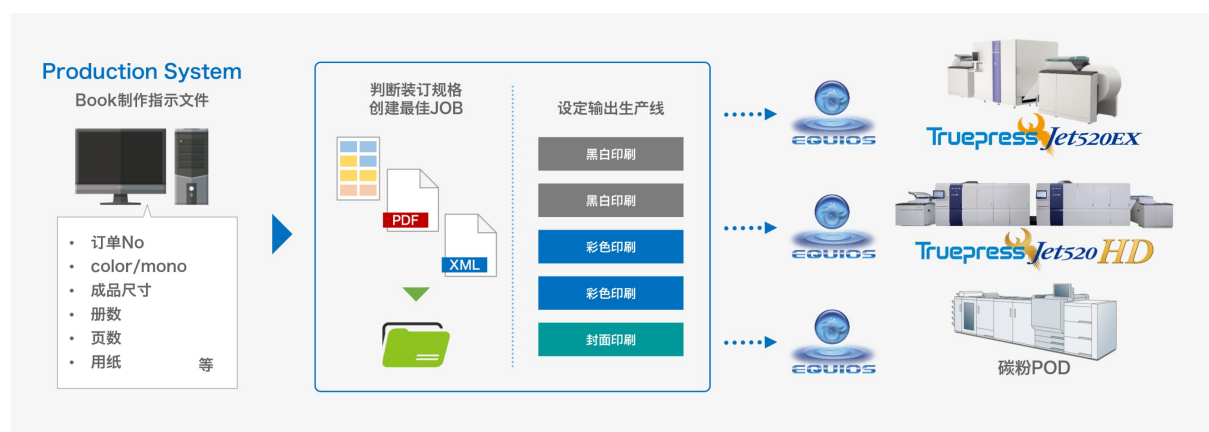 Production System
Book制作指示文件
• 订单No
• color/mono
• 成品尺寸
• 册数
• 页数
• 用纸 等
判断装订规格
创建最佳JOB
PDF
XML
设定输出生产线
黑白印刷
黑白印刷
彩色印刷
彩色印刷
封面印刷
EQUIOS
Truepress Jet520EX
EQUIOS
Truepress Jet520HD
EQUIOS
碳粉POD